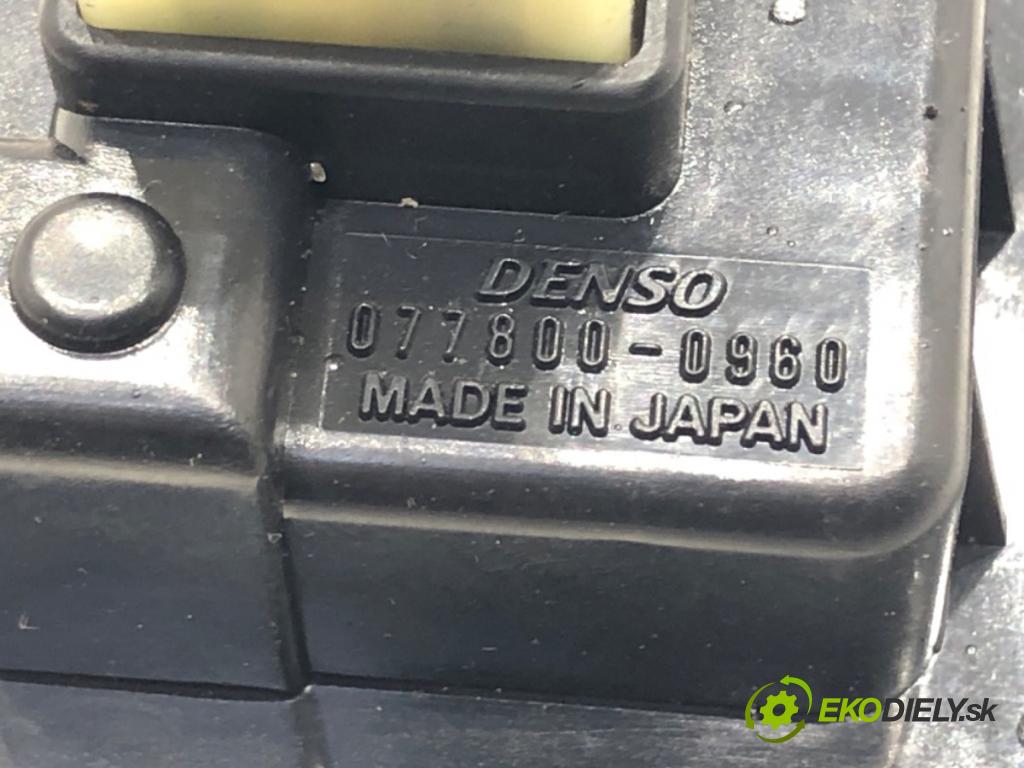 DENSO
077800-0960
MADE IN JAPAN
EKODIELY.sk